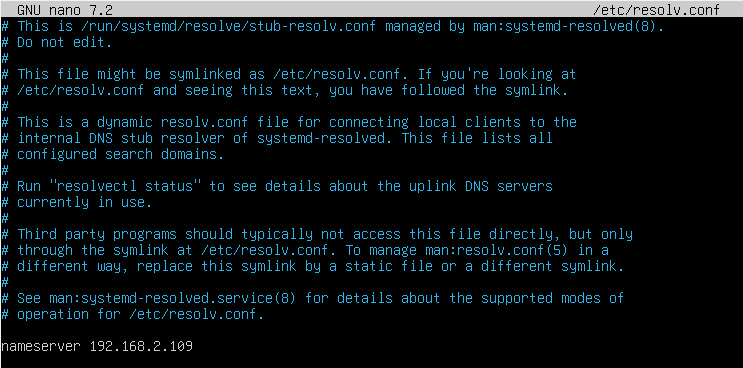 GNU nano 7.2 /etc/resolv.conf
# This is /run/systemd/resolve/stub-resolv.conf managed by man:systemd-resolved(8).
# Do not edit.
#
# This file might be symlinked as /etc/resolv.conf. If you're looking at
# /etc/resolv.conf and seeing this text, you have followed the symlink.
#
# This is a dynamic resolv.conf file for connecting local clients to the
# internal DNS stub resolver of systemd-resolved. This file lists all
# configured search domains.
#
# Run "resolvectl status" to see details about the uplink DNS servers
# currently in use.
#
# Third party programs should typically not access this file directly, but only
# through the symlink at /etc/resolv.conf. To manage man:resolv.conf(5) in a
# different way, replace this symlink by a static file or a different symlink.
#
# See man:systemd-resolved.service(8) for details about the supported modes of
# operation for /etc/resolv.conf.
nameserver 192.168.2.109